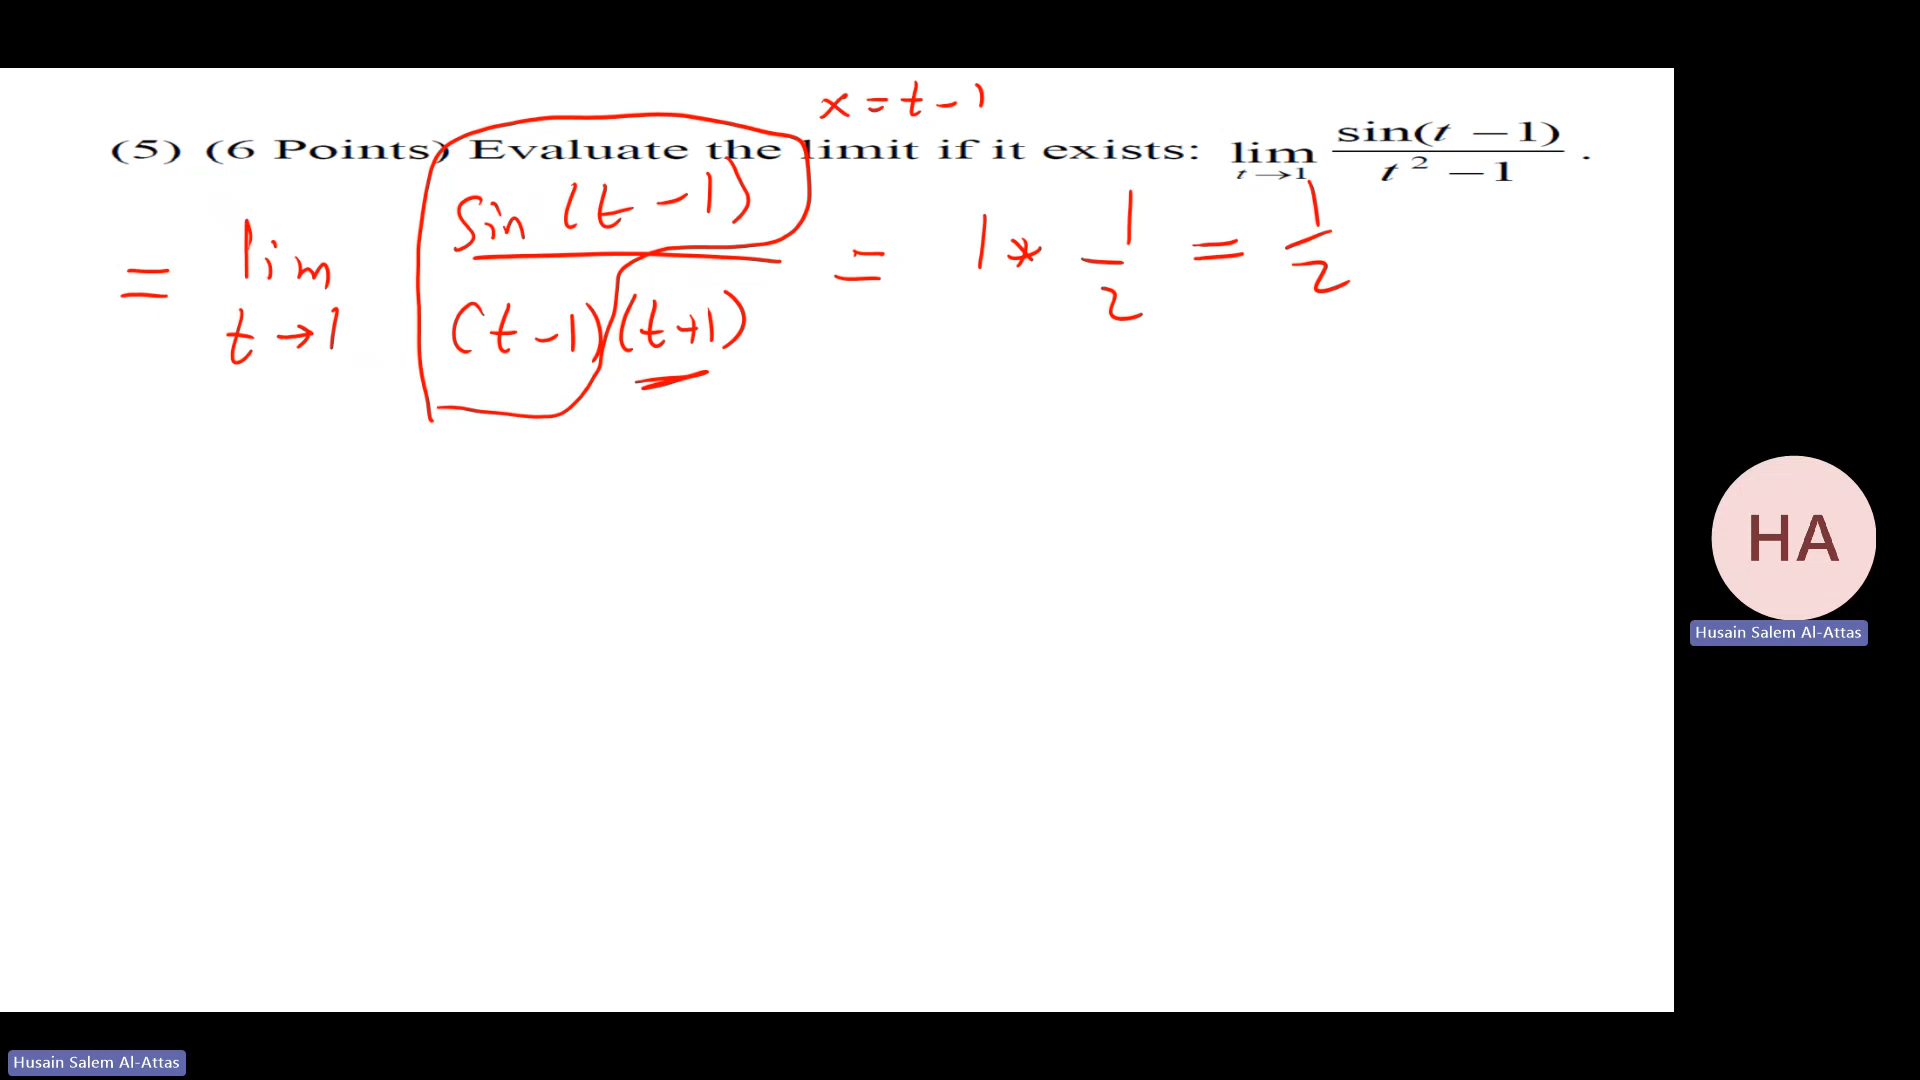 x = t - 1
(5) (6 Points) Evaluate the limit if it exists: lim t→1 sin(t - 1) / t² - 1 .
= lim t→1 sin (t - 1) / (t - 1) (t + 1) = 1 * 1/2 = 1/2
HA
Husain Salem Al-Attas
Husain Salem Al-Attas